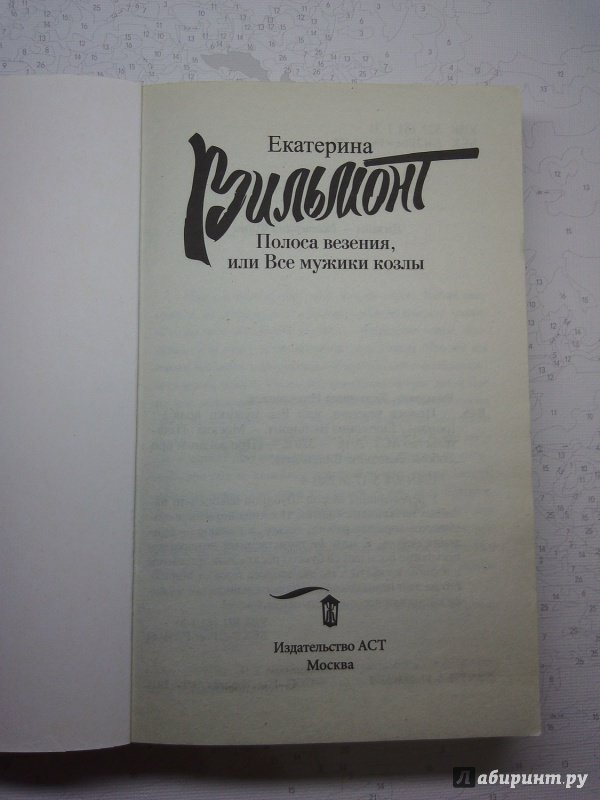 Екатерина
Вильмонт
Полоса везения,
или Все мужики козлы
Издательство АСТ
Москва
Лабиринт.ру